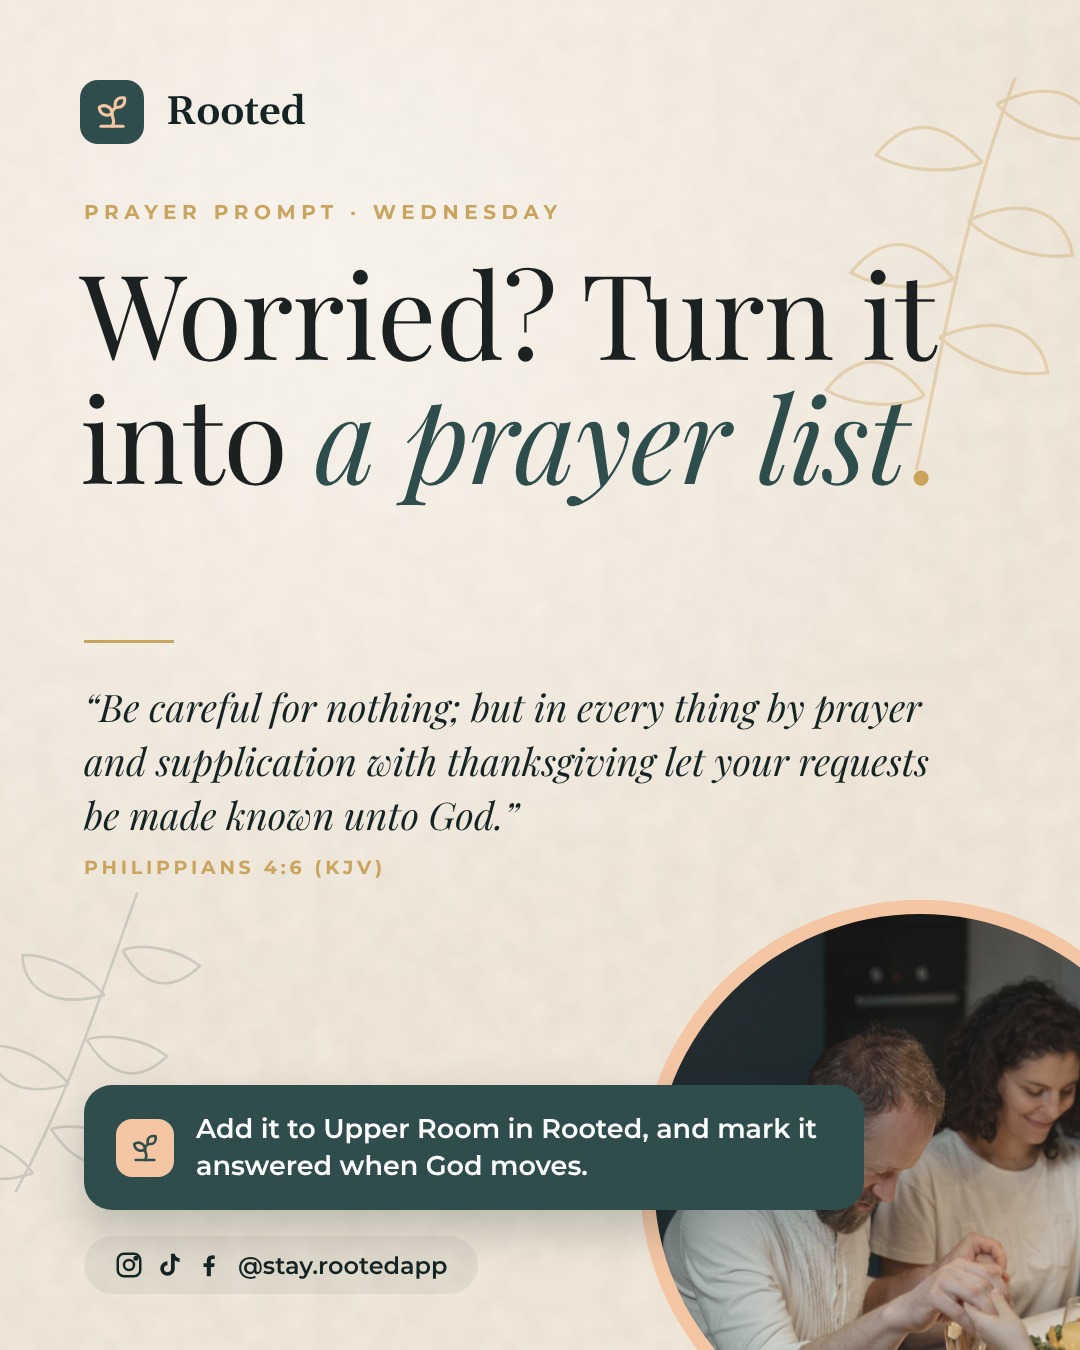 Rooted
PRAYER PROMPT · WEDNESDAY
Worried? Turn it
into a prayer list.
“Be careful for nothing; but in every thing by prayer
and supplication with thanksgiving let your requests
be made known unto God.”
PHILIPPIANS 4:6 (KJV)
Add it to Upper Room in Rooted, and mark it
answered when God moves.
@stay.rootedapp